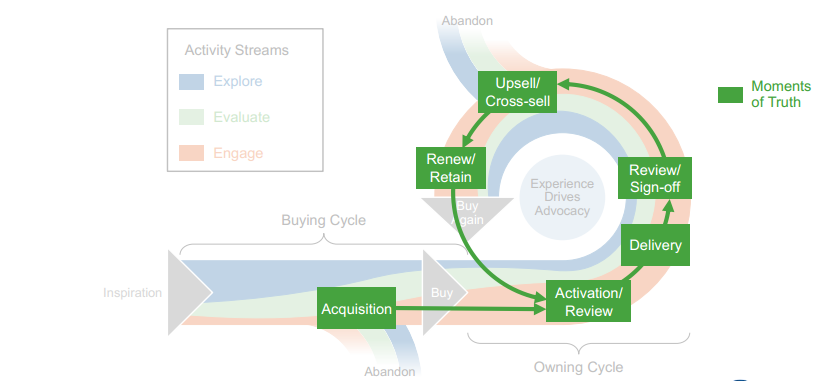 Abandon
Activity Streams
Explore
Evaluate
Engage
Upsell/
Cross-sell
Moments
of Truth
Renew/
Retain
Experience
Drives
Advocacy
Review/
Sign-off
Buy
Again
Buying Cycle
Delivery
Inspiration
Acquisition
Buy
Activation/
Review
Abandon
Owning Cycle